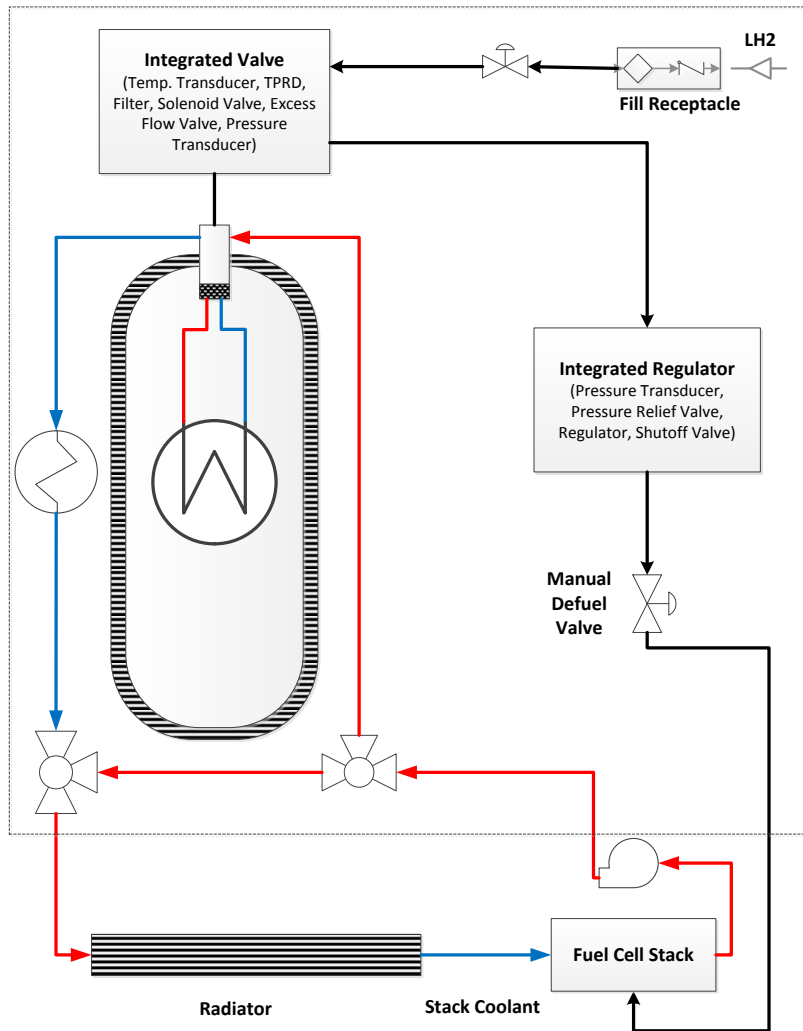 Integrated Valve
(Temp. Transducer, TPRD,
Filter, Solenoid Valve, Excess
Flow Valve, Pressure
Transducer)
LH2
Fill Receptacle
Integrated Regulator
(Pressure Transducer,
Pressure Relief Valve,
Regulator, Shutoff Valve)
Manual
Defuel
Valve
Fuel Cell Stack
Radiator
Stack Coolant